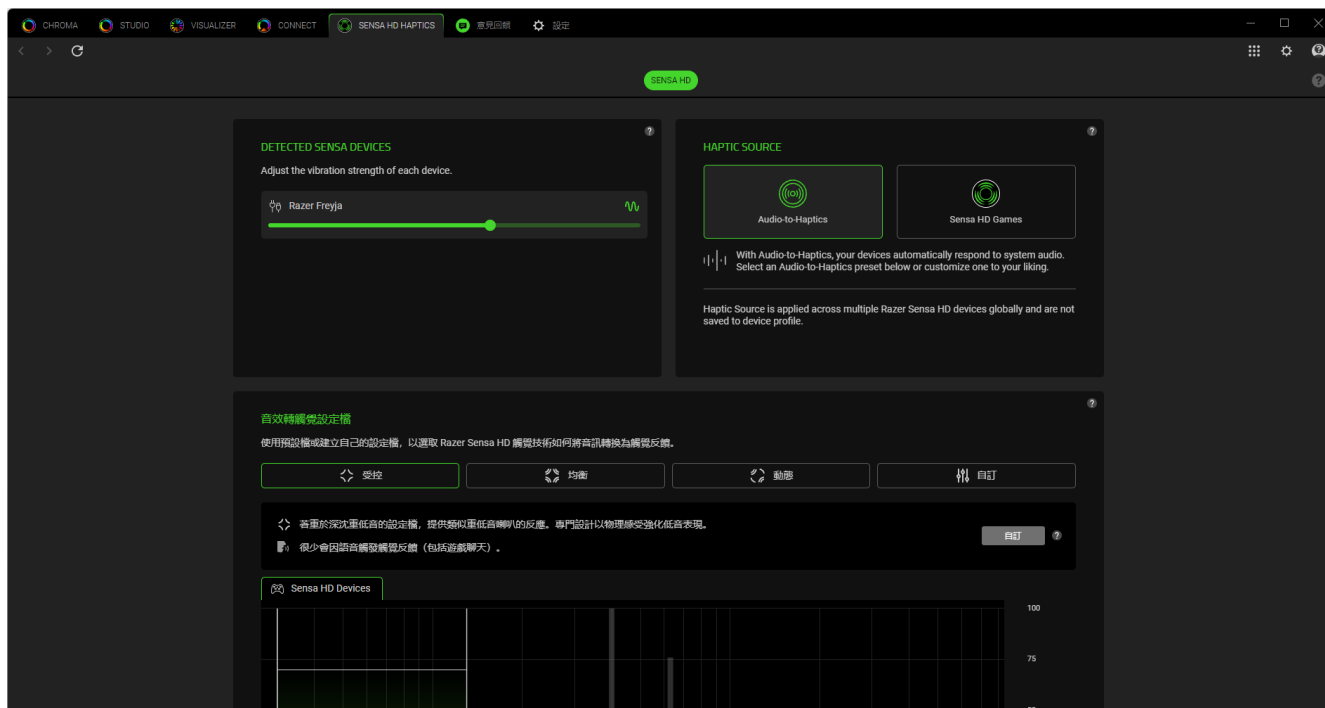 CHROMA
STUDIO
VISUALIZER
CONNECT
SENSA HD HAPTICS
意見回饋
設定
SENSA HD
DETECTED SENSA DEVICES
Adjust the vibration strength of each device.
Razer Freyja
HAPTIC SOURCE
Audio-to-Haptics
Sensa HD Games
With Audio-to-Haptics, your devices automatically respond to system audio.
Select an Audio-to-Haptics preset below or customize one to your liking.
Haptic Source is applied across multiple Razer Sensa HD devices globally and are not
saved to device profile.
音效轉觸覺設定檔
使用預設檔或建立自己的設定檔，以選取 Razer Sensa HD 觸覺技術如何將音訊轉換為觸覺反饋。
受控
均衡
動態
自訂
著重於深沈重低音的設定檔，提供類似重低音喇叭的反應。專門設計以物理感受強化低音表現。
很少會因語音觸發觸覺反饋（包括遊戲聊天）。
自訂
Sensa HD Devices
100
75